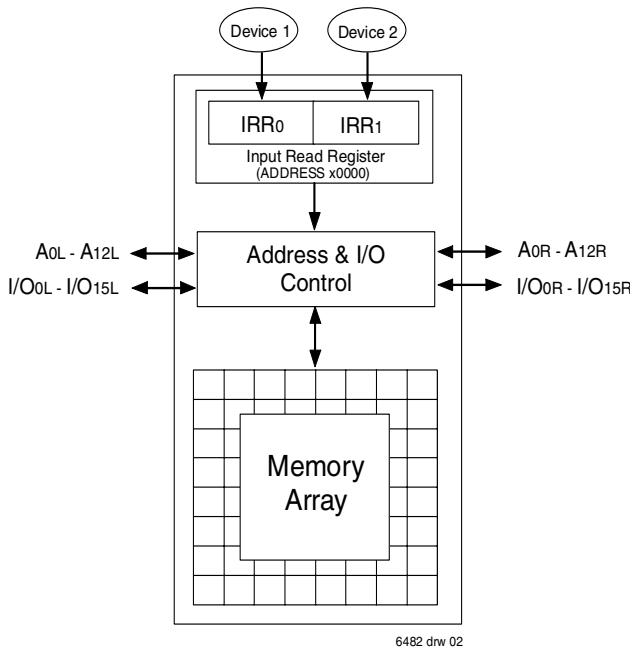 Device 1
Device 2
IRR0
IRR1
Input Read Register
(ADDRESS x0000)
A0L - A12L
Address & I/O
Control
A0R - A12R
I/O0L - I/O15L
I/O0R - I/O15R
Memory
Array
6482 drw 02